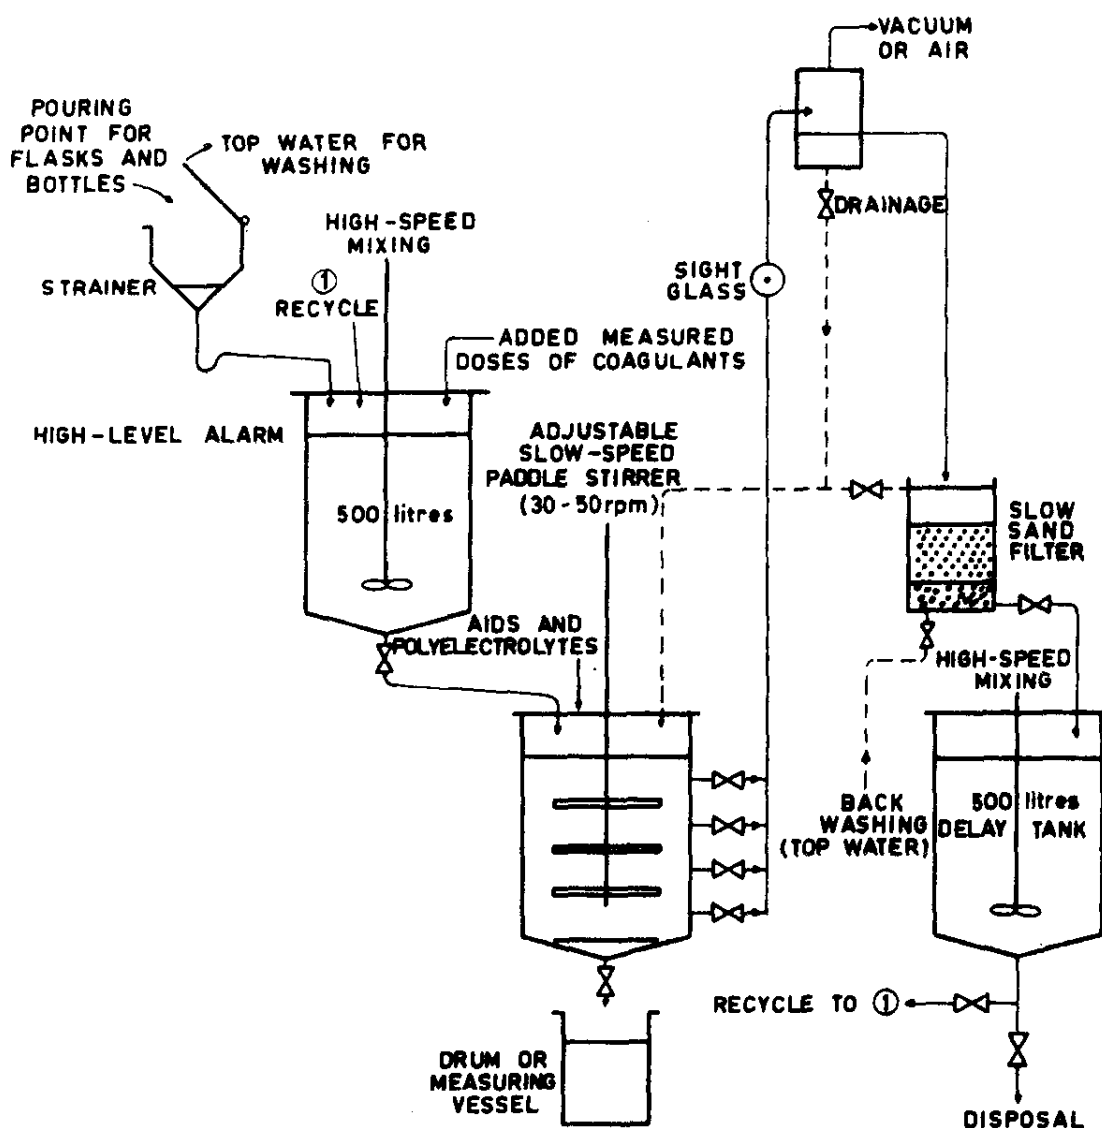 VACUUM
OR AIR
POURING
POINT FOR
FLASKS AND
BOTTLES
TOP WATER FOR
WASHING
HIGH-SPEED
MIXING
STRAINER
①
RECYCLE
ADDED MEASURED
DOSES OF COAGULANTS
DRAINAGE
SIGHT
GLASS
HIGH-LEVEL ALARM
500 litres
ADJUSTABLE
SLOW-SPEED
PADDLE STIRRER
(30-50rpm)
SLOW
SAND
FILTER
AIDS AND
POLYELECTROLYTES
HIGH-SPEED
MIXING
BACK
WASHING
(TOP WATER)
500 litres
DELAY TANK
RECYCLE TO ①
DRUM OR
MEASURING
VESSEL
DISPOSAL